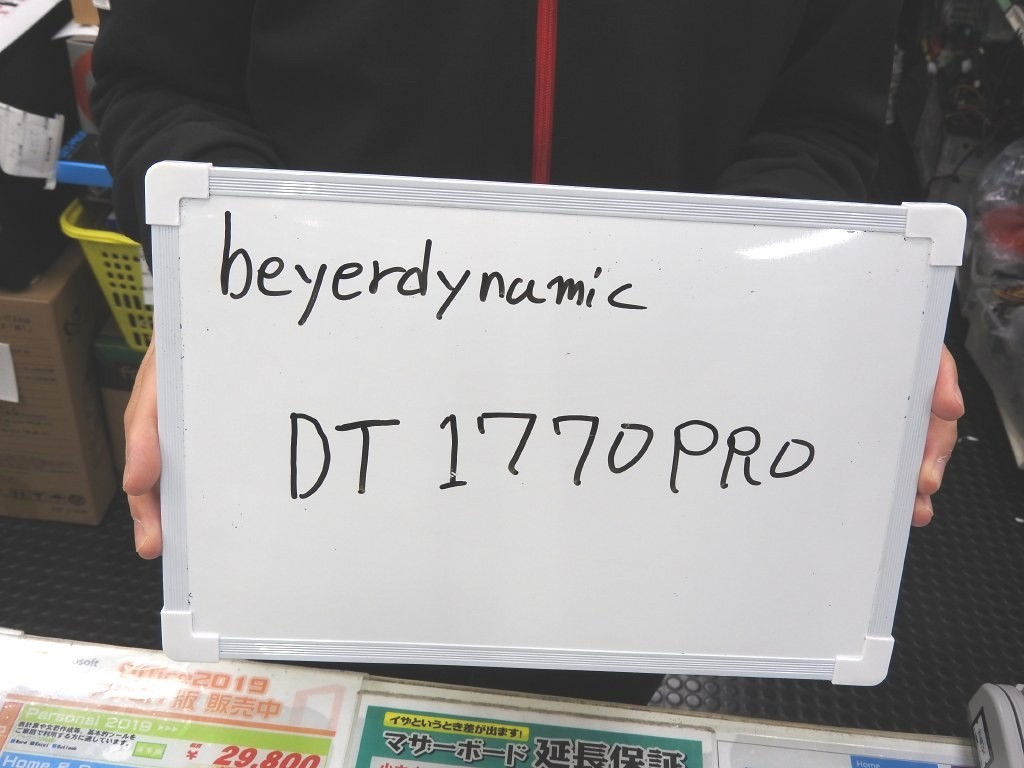 beyerdynamic
DT 1770PRO
Office2019
販売中
Personal 2019
29,800
イザというとき差が出ます!
マザーボード 延長保証
Home